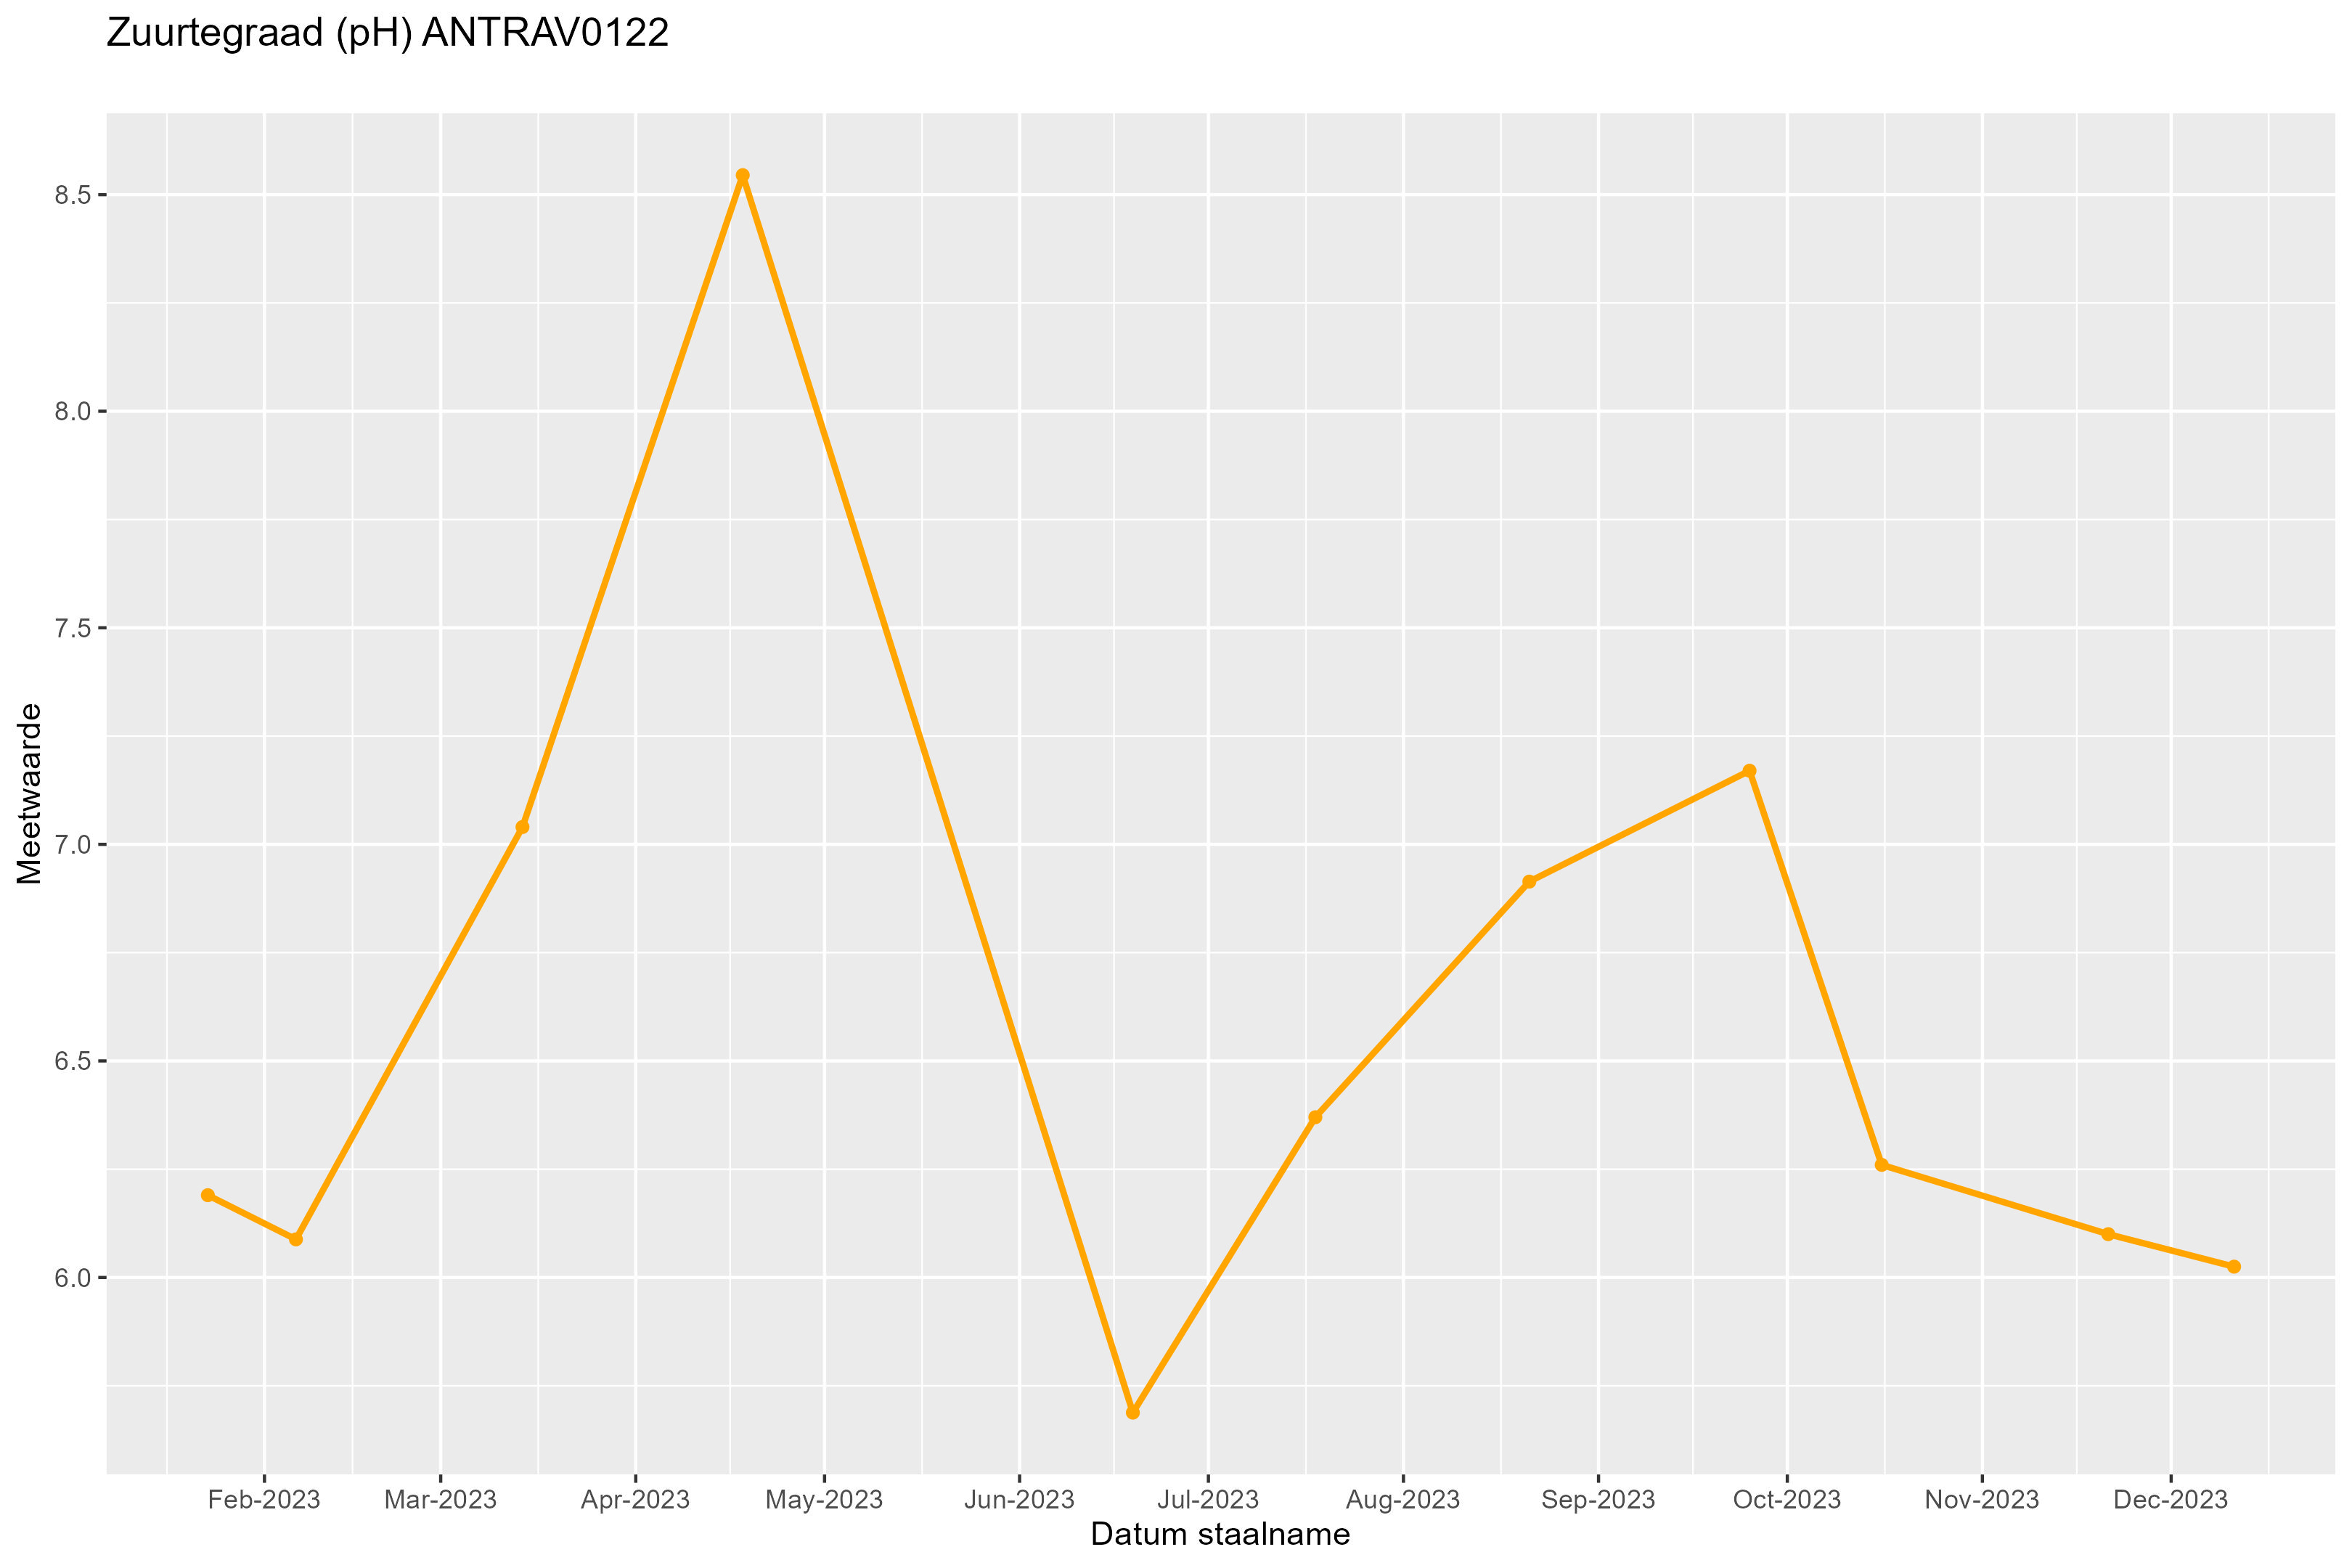 Zuurtegraad (pH) ANTRAV0122
Meetwaarde
8.5
8.0
7.5
7.0
6.5
6.0
Feb-2023 Mar-2023 Apr-2023 May-2023 Jun-2023 Jul-2023 Aug-2023 Sep-2023 Oct-2023 Nov-2023 Dec-2023
Datum staalname